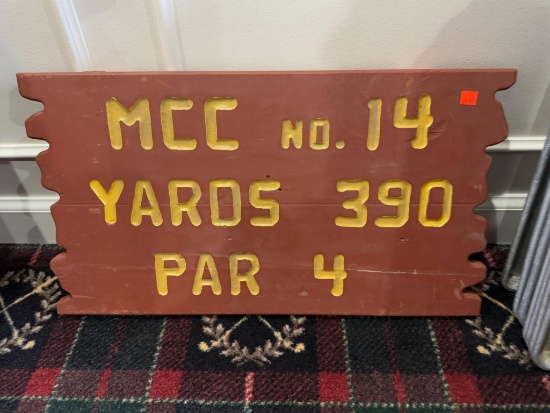 MCC NO. 14
YARDS 390
PAR 4